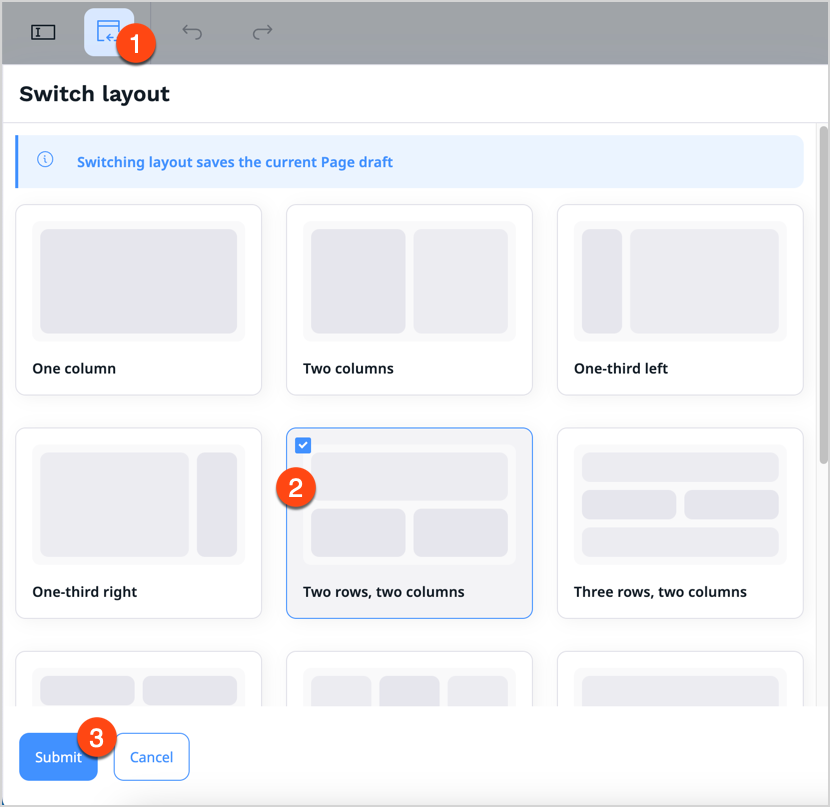 1
Switch layout
Switching layout saves the current Page draft
One column
Two columns
One-third left
2
One-third right
Two rows, two columns
Three rows, two columns
3
Submit
Cancel